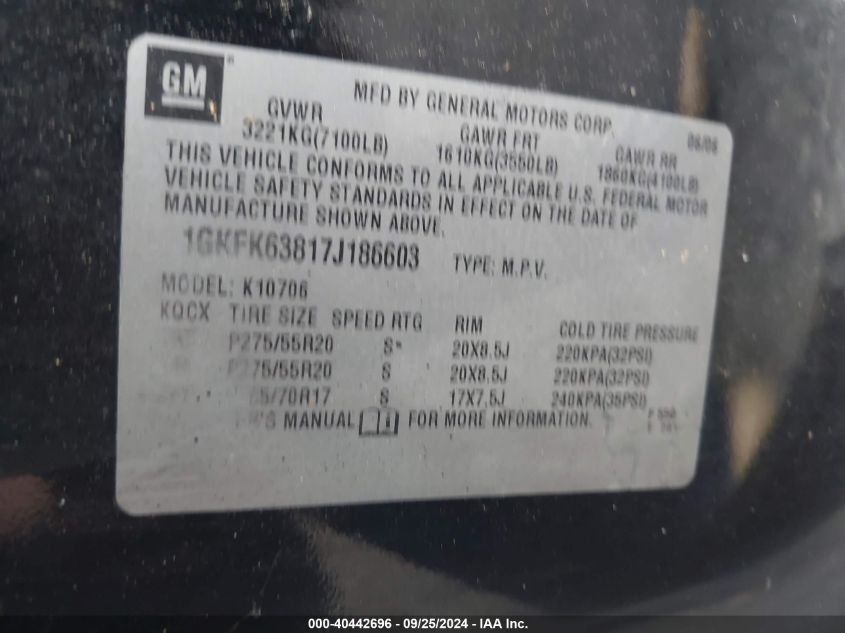 GM
MFD BY GENERAL MOTORS CORP. 06/06
GVWR GAWR FRT GAWR RR
3221KG(7100LB) 1610KG(3550LB) 1860KG(4100LB)
THIS VEHICLE CONFORMS TO ALL APPLICABLE U.S. FEDERAL MOTOR
VEHICLE SAFETY STANDARDS IN EFFECT ON THE DATE OF
MANUFACTURE SHOWN ABOVE.
1GKFK63817J186603 TYPE: M.P.V.
MODEL: K10706
KQCX TIRE SIZE SPEED RTG RIM COLD TIRE PRESSURE
P275/55R20 S* 20X8.5J 220KPA(32PSI)
P275/55R20 S 20X8.5J 220KPA(32PSI)
/70R17 S 17X7.5J 240KPA(35PSI)
MANUAL FOR MORE INFORMATION.
000-40442696 - 09/25/2024 - IAA Inc.